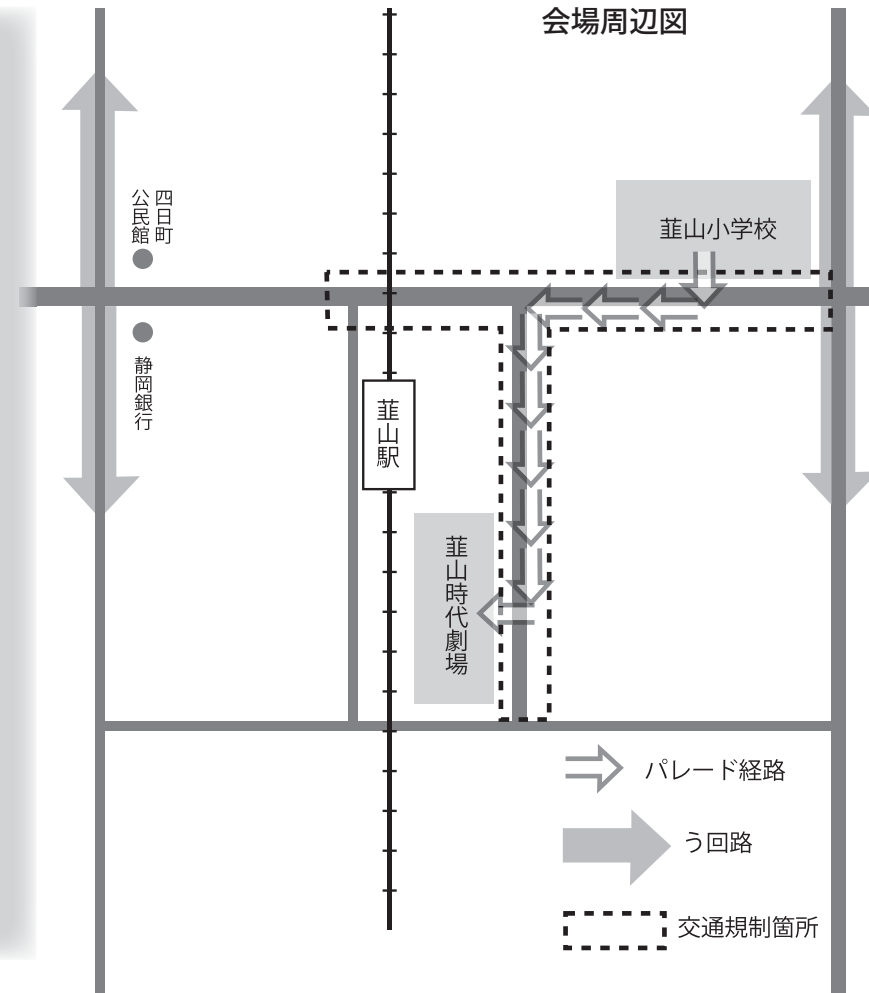 会場周辺図
四日町
公民館
韮山小学校
静岡銀行
韮山駅
韮山時代劇場
パレード経路
う回路
交通規制箇所